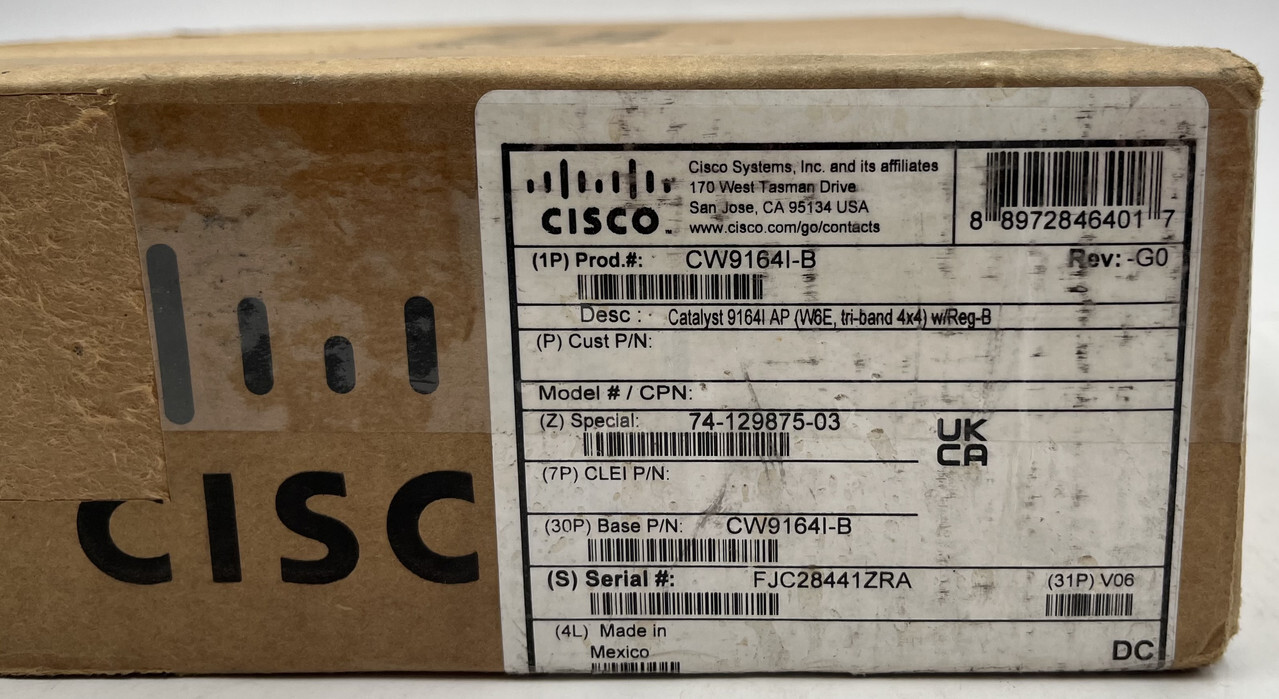 CISC
CISCO™
Cisco Systems, Inc. and its affiliates
170 West Tasman Drive
San Jose, CA 95134 USA
www.cisco.com/go/contacts
8 8972846401 7
(1P) Prod.#: CW9164I-B Rev: -G0
Desc : Catalyst 9164I AP (W6E, tri-band 4x4) w/Reg-B
(P) Cust P/N:
Model # / CPN:
(Z) Special: 74-129875-03
UK
CA
(7P) CLEI P/N:
(30P) Base P/N: CW9164I-B
(S) Serial #: FJC28441ZRA (31P) V06
(4L) Made in
Mexico
DC